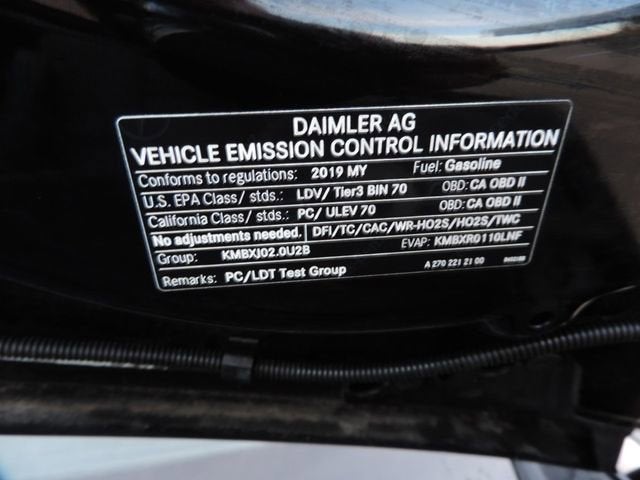 DAIMLER AG
VEHICLE EMISSION CONTROL INFORMATION
Conforms to regulations: 2019 MY Fuel: Gasoline
U.S. EPA Class/ stds.: LDV/ Tier3 BIN 70 OBD: CA OBD II
California Class/ stds.: PC/ ULEV 70 OBD: CA OBD II
No adjustments needed. DFI/TC/CAC/WR-HO2S/HO2S/TWC
Group: KMBXJ02.0U2B EVAP: KMBXR0110LNF
Remarks: PC/LDT Test Group A 270 221 21 00